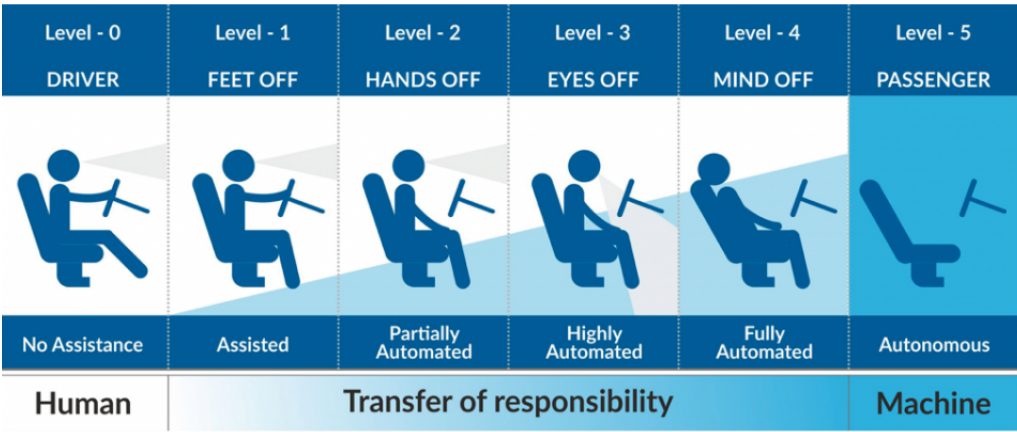 Level - 0
DRIVER
Level - 1
FEET OFF
Level - 2
HANDS OFF
Level - 3
EYES OFF
Level - 4
MIND OFF
Level - 5
PASSENGER
No Assistance
Assisted
Partially
Automated
Highly
Automated
Fully
Automated
Autonomous
Human
Transfer of responsibility
Machine